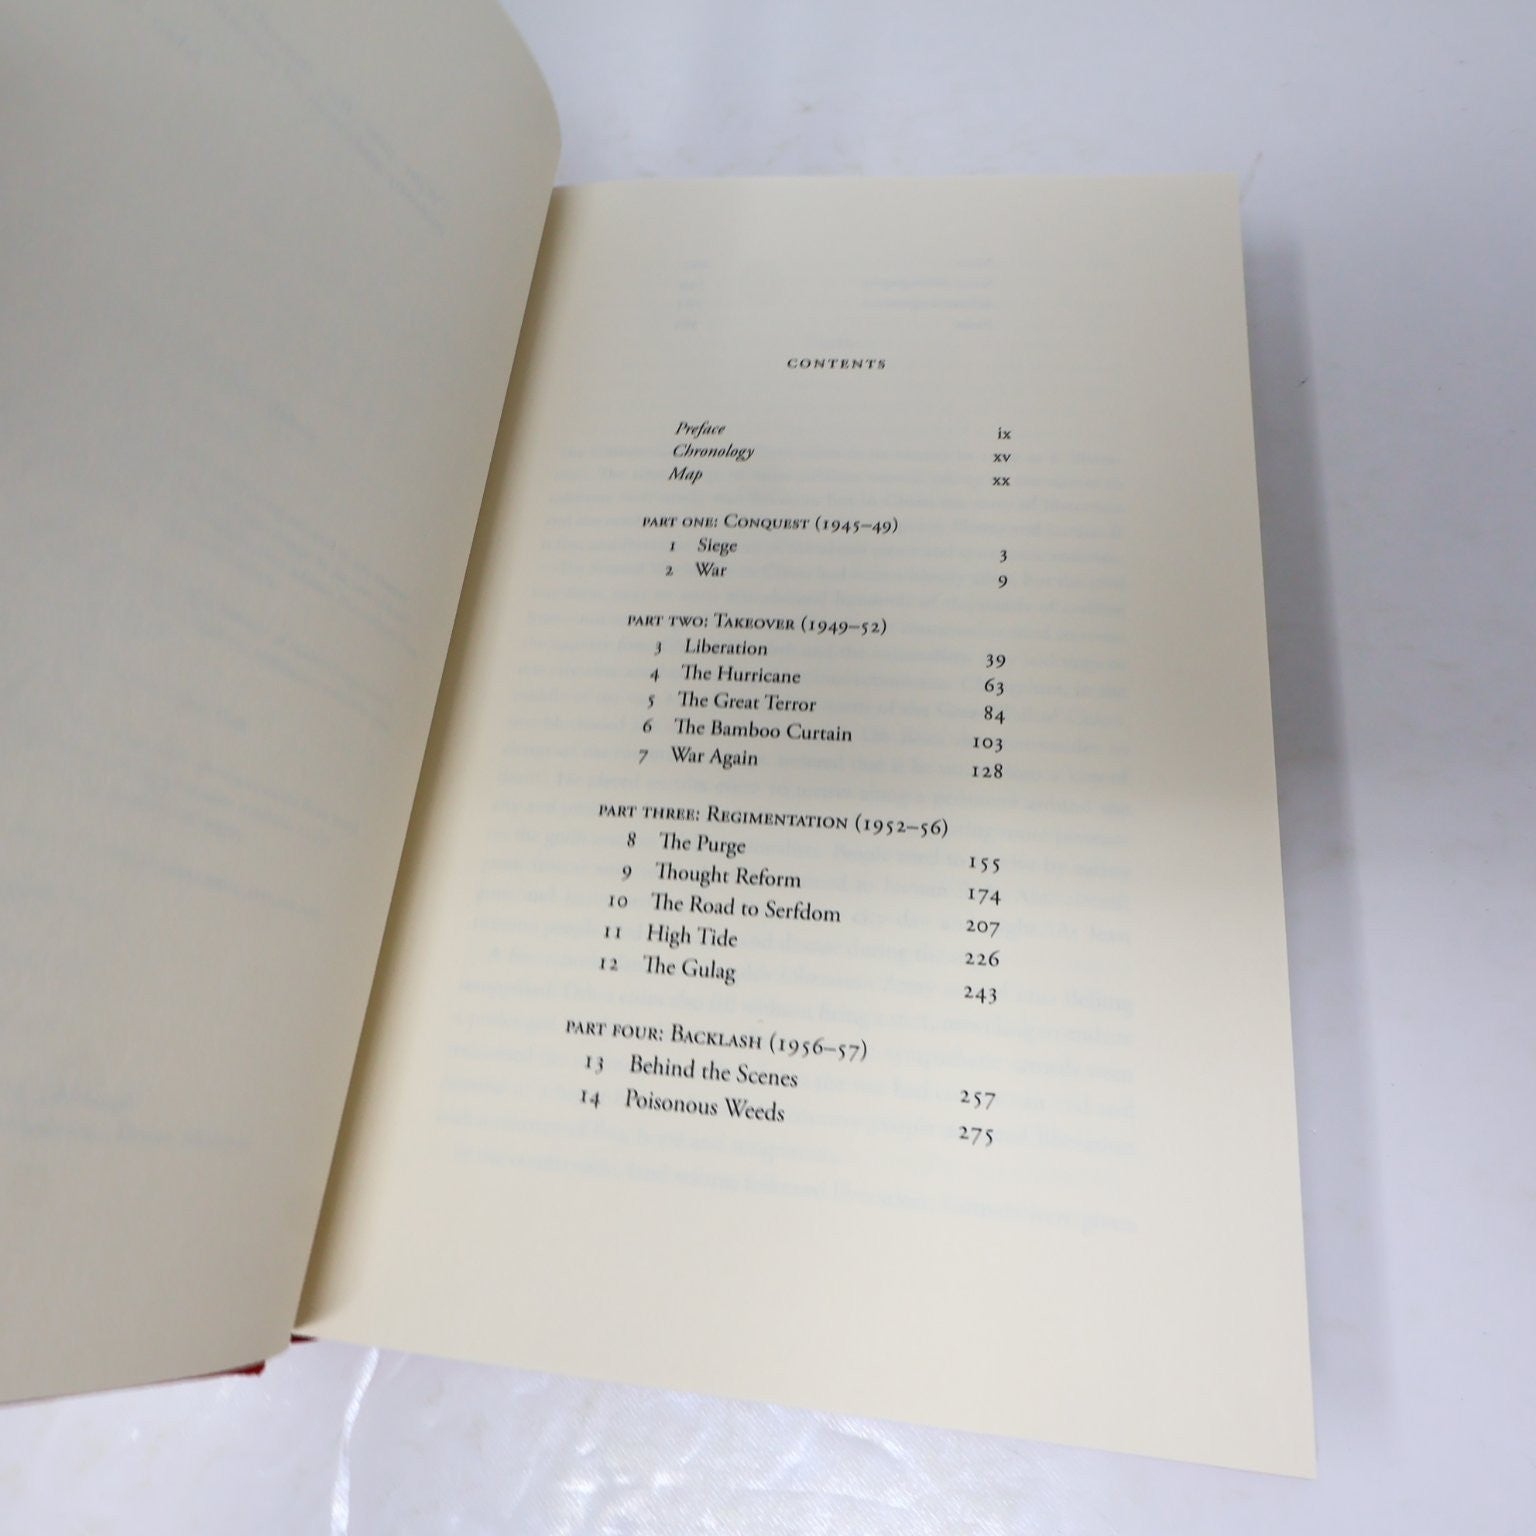 CONTENTS
Preface ix
Chronology xv
Map xx
PART ONE: CONQUEST (1945–49)
1 Siege 3
2 War 9
PART TWO: TAKEOVER (1949–52)
3 Liberation 39
4 The Hurricane 63
5 The Great Terror 84
6 The Bamboo Curtain 103
7 War Again 128
PART THREE: REGIMENTATION (1952–56)
8 The Purge 155
9 Thought Reform 174
10 The Road to Serfdom 207
11 High Tide 226
12 The Gulag 243
PART FOUR: BACKLASH (1956–57)
13 Behind the Scenes 257
14 Poisonous Weeds 275